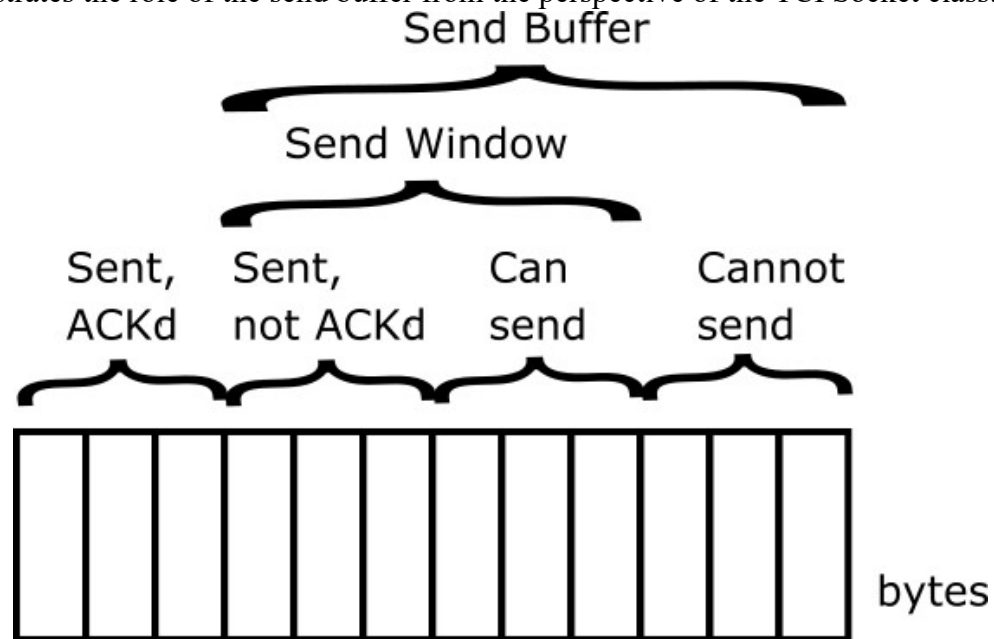 strates the role of the send buffer from the perspective of the TCPSocket class
Send Buffer
Send Window
Sent,
ACKd
Sent,
not ACKd
Can
send
Cannot
send
bytes